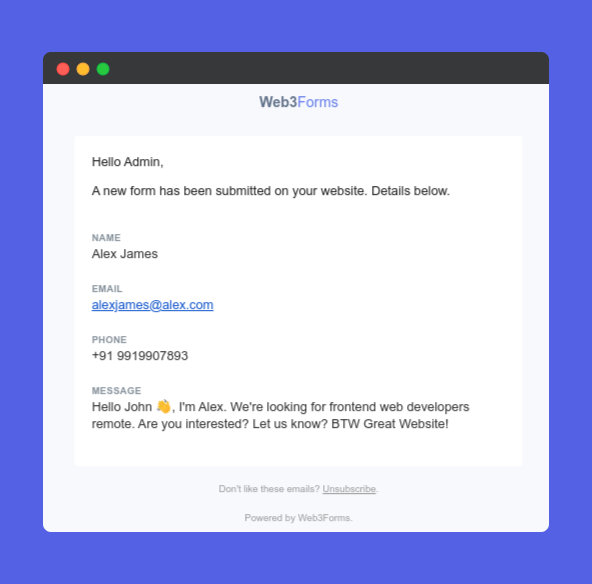 Web3Forms
Hello Admin,
A new form has been submitted on your website. Details below.
NAME
Alex James
EMAIL
alexjames@alex.com
PHONE
+91 9919907893
MESSAGE
Hello John 👋, I'm Alex. We're looking for frontend web developers
remote. Are you interested? Let us know? BTW Great Website!
Don't like these emails? Unsubscribe.
Powered by Web3Forms.